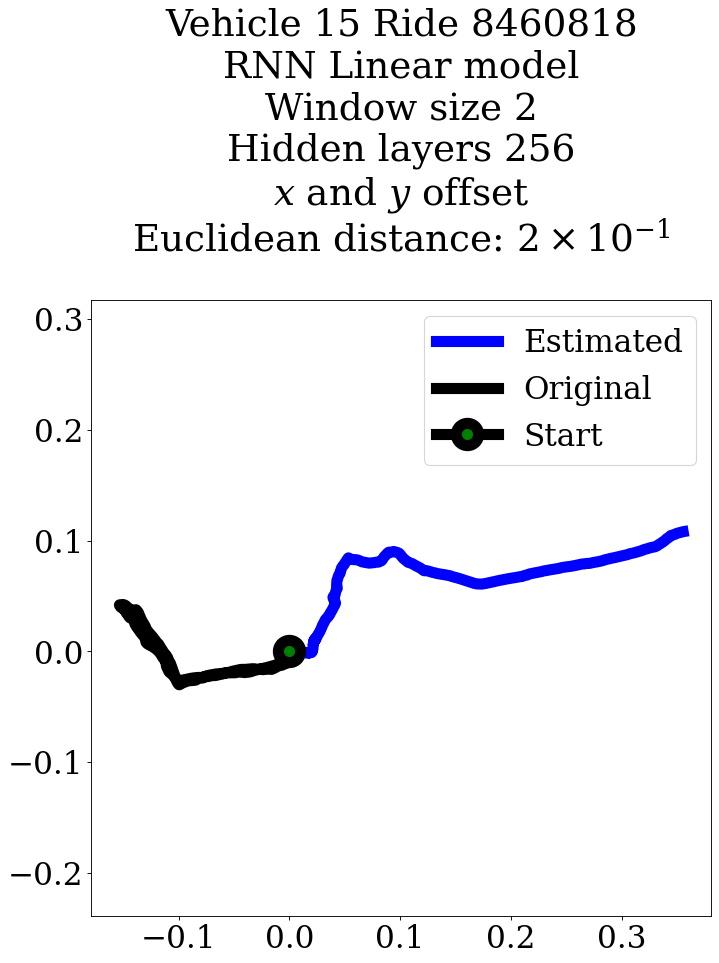 Vehicle 15 Ride 8460818
RNN Linear model
Window size 2
Hidden layers 256
x and y offset
Euclidean distance: 2 × 10⁻¹
Estimated
Original
Start
0.3
0.2
0.1
0.0
−0.1
−0.2
−0.1 0.0 0.1 0.2 0.3